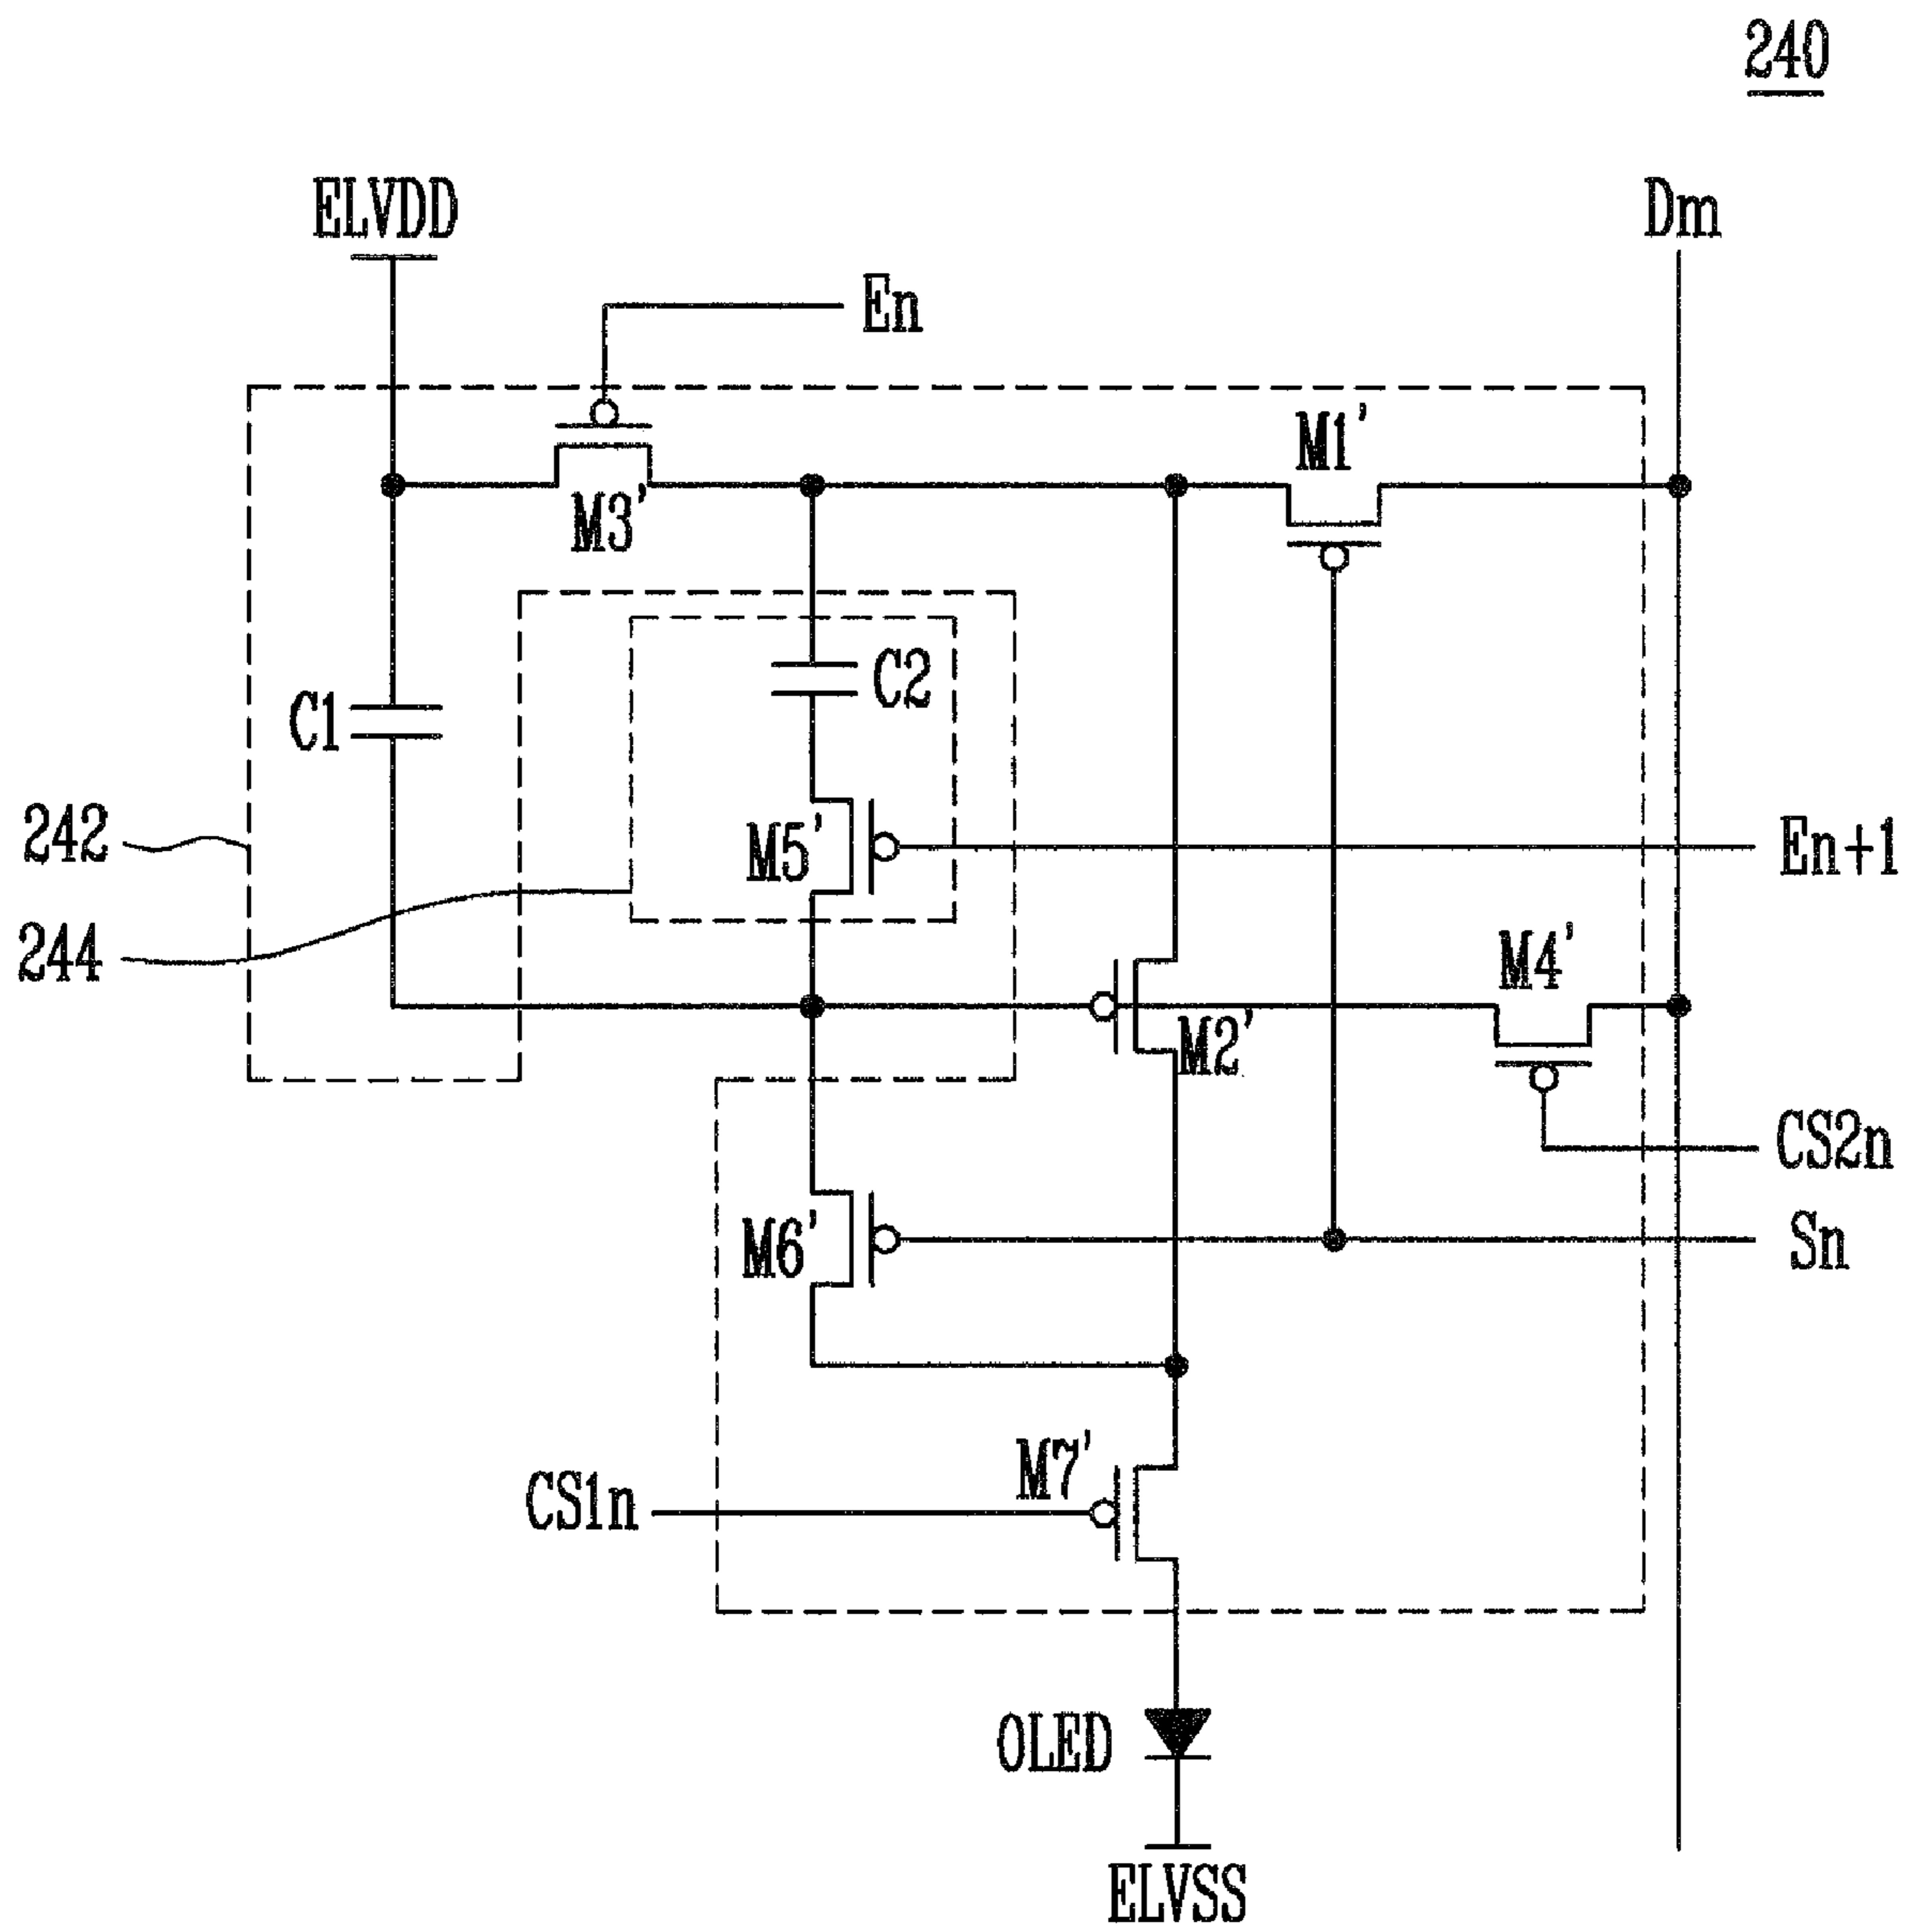 240
ELVDD
Dm
En
M1'
M3'
C2
C1
242
M5'
En+1
244
M4'
M2'
CS2n
M6'
Sn
M7'
CS1n
OLED
ELVSS